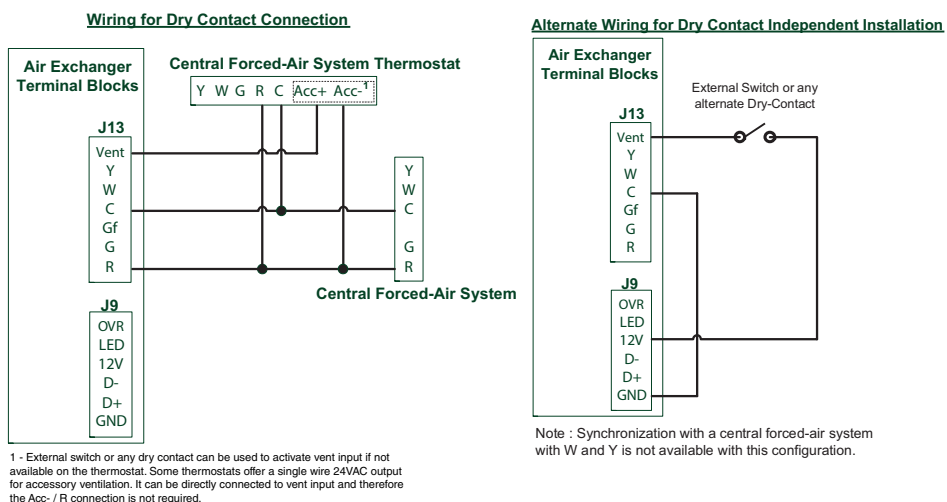 Wiring for Dry Contact Connection
Air Exchanger
Terminal Blocks
Central Forced-Air System Thermostat
Y W G R C Acc+ Acc-1
J13
Vent
Y
W
C
Gf
G
R
Y
W
C
G
R
Central Forced-Air System
J9
OVR
LED
12V
D-
D+
GND
1 - External switch or any dry contact can be used to activate vent input if not
available on the thermostat. Some thermostats offer a single wire 24VAC output
for accessory ventilation. It can be directly connected to vent input and therefore
the Acc- / R connection is not required.
Alternate Wiring for Dry Contact Independent Installation
Air Exchanger
Terminal Blocks
External Switch or any
alternate Dry-Contact
J13
Vent
Y
W
C
Gf
G
R
J9
OVR
LED
12V
D-
D+
GND
Note : Synchronization with a central forced-air system
with W and Y is not available with this configuration.